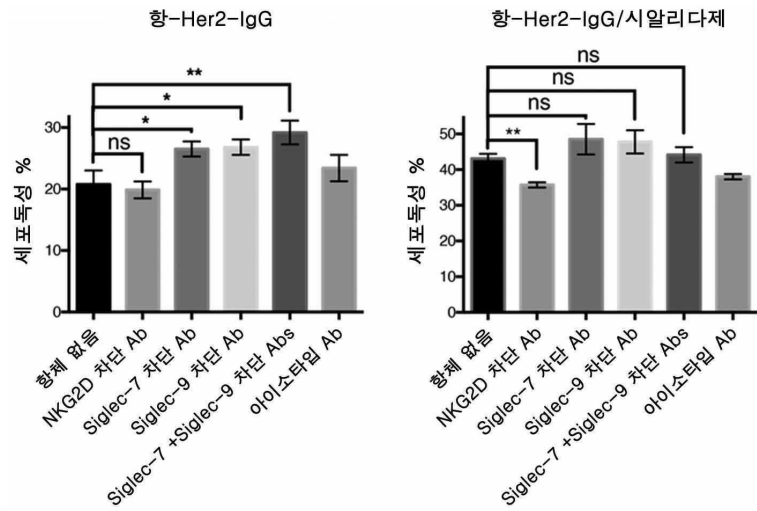 항-Her2-IgG
세포독성 %
30
20
10
0
**
*
*
ns
항체 없음
NKG2D 차단 Ab
Siglec-7 차단 Ab
Siglec-9 차단 Ab
Siglec-7 +Siglec-9 차단 Abs
아이소타입 Ab
항-Her2-IgG/시알리다제
세포독성 %
50
40
30
20
10
0
ns
ns
ns
**
항체 없음
NKG2D 차단 Ab
Siglec-7 차단 Ab
Siglec-9 차단 Ab
Siglec-7 +Siglec-9 차단 Abs
아이소타입 Ab